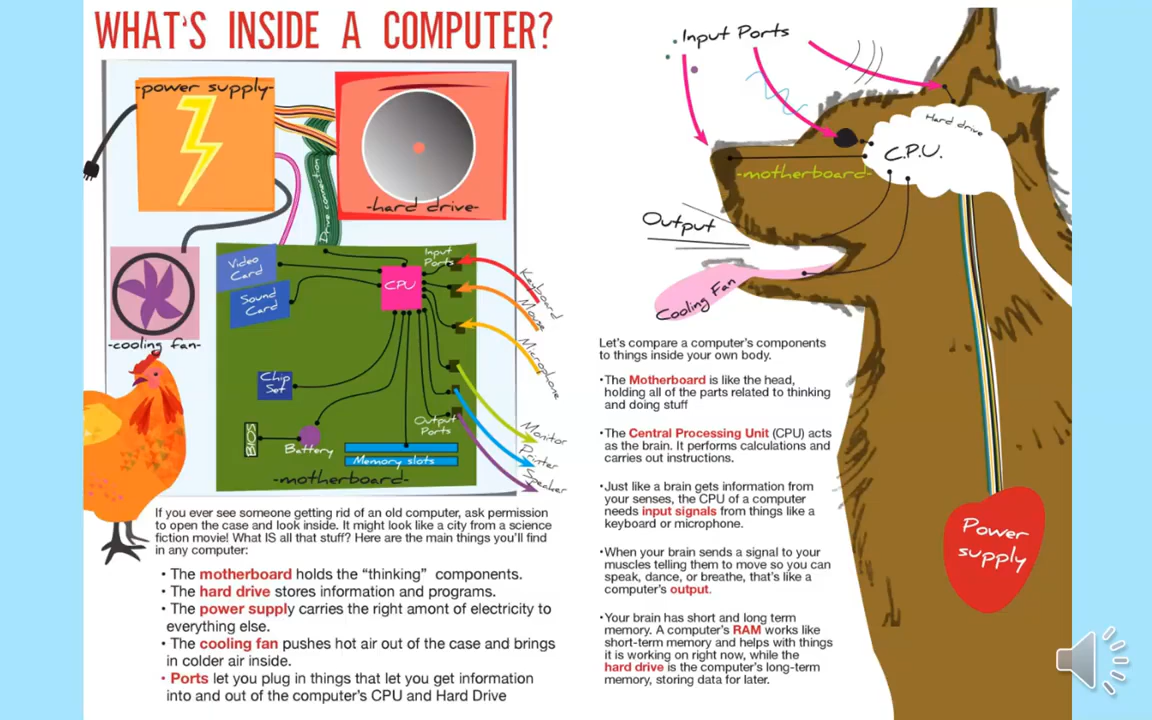 WHAT'S INSIDE A COMPUTER?
-power supply-
Drive connection
-hard drive-
Video
Card
Sound
Card
-cooling fan-
CPU
Input
Ports
Keyboard
Mouse
Microphone
Chip
Set
BIOS
Battery
Output
Ports
Memory slots
-motherboard-
Monitor
Printer
Speaker
If you ever see someone getting rid of an old computer, ask permission
to open the case and look inside. It might look like a city from a science
fiction movie! What IS all that stuff? Here are the main things you'll find
in any computer:
• The motherboard holds the “thinking” components.
• The hard drive stores information and programs.
• The power supply carries the right amont of electricity to
everything else.
• The cooling fan pushes hot air out of the case and brings
in colder air inside.
• Ports let you plug in things that let you get information
into and out of the computer's CPU and Hard Drive
Input Ports
Hard drive
C.P.U.
-motherboard-
Output
Cooling Fan
Power
supply
Let's compare a computer's components
to things inside your own body.
•The Motherboard is like the head,
holding all of the parts related to thinking
and doing stuff
•The Central Processing Unit (CPU) acts
as the brain. It performs calculations and
carries out instructions.
•Just like a brain gets information from
your senses, the CPU of a computer
needs input signals from things like a
keyboard or microphone.
•When your brain sends a signal to your
muscles telling them to move so you can
speak, dance, or breathe, that's like a
computer's output.
•Your brain has short and long term
memory. A computer's RAM works like
short-term memory and helps with things
it is working on right now, while the
hard drive is the computer's long-term
memory, storing data for later.